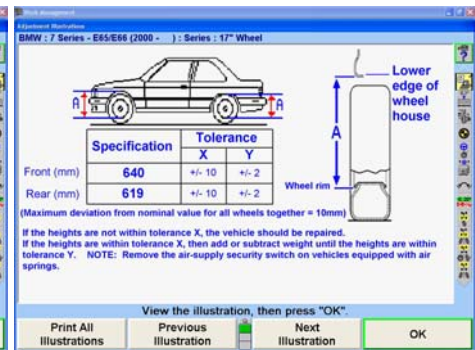 Work Management
Adjustment Illustrations
BMW : 7 Series - E65/E66 (2000 -     ) : Series : 17" Wheel
Lower
edge of
wheel
house
A
A
A
Specification
Tolerance
X
Y
Front (mm)
640
+/- 10
+/- 2
Rear (mm)
619
+/- 10
+/- 2
Wheel rim
(Maximum deviation from nominal value for all wheels together = 10mm)
If the heights are not within tolerance X, the vehicle should be repaired.
If the heights are within tolerance X, then add or subtract weight until the heights are within
tolerance Y.   NOTE:  Remove the air-supply security switch on vehicles equipped with air
springs.
View the illustration, then press "OK".
Print All
Illustrations
Previous
Illustration
Next
Illustration
OK